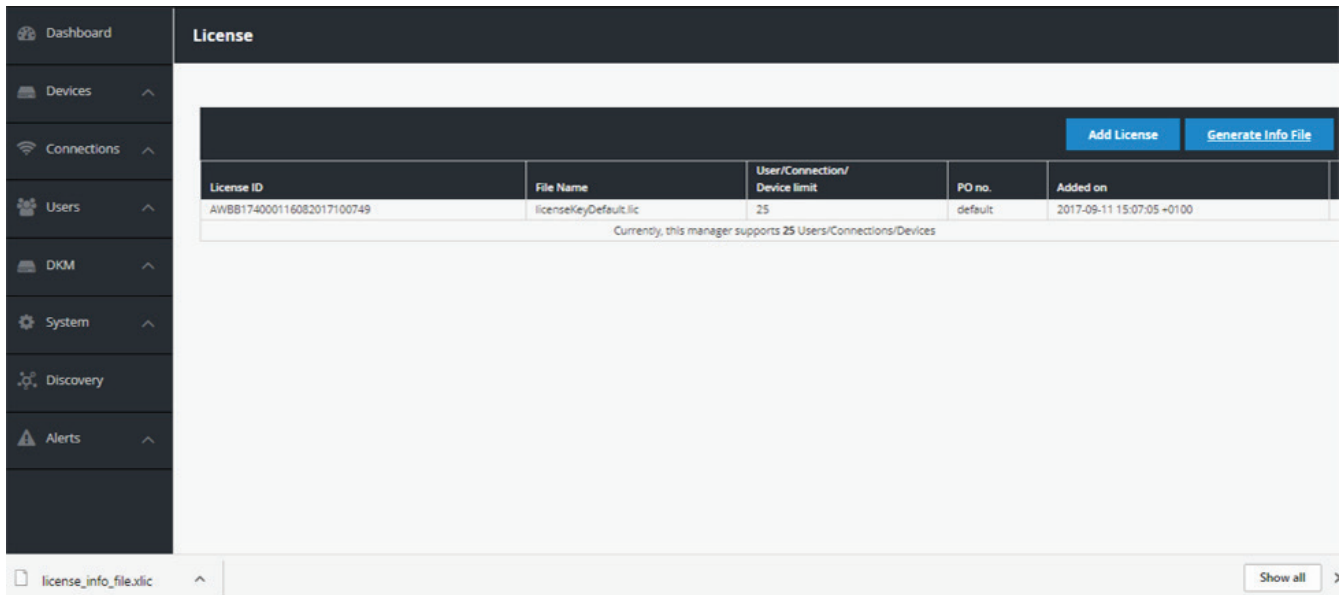 Dashboard
License
Devices
Connections
Add License
Generate Info File
License ID
File Name
User/Connection/
Device limit
PO no.
Added on
Users
AWBB174000116082017100749
licenseKeyDefault.lic
25
default
2017-09-11 15:07:05 +0100
Currently, this manager supports 25 Users/Connections/Devices
DKM
System
Discovery
Alerts
license_info_file.xlic
Show all